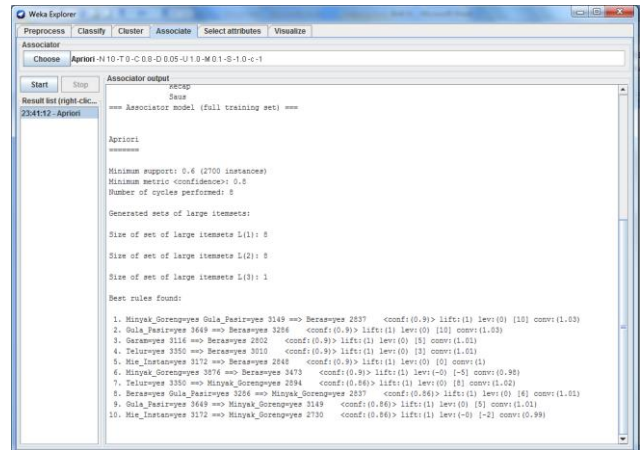 Weka Explorer
Preprocess Classify Cluster Associate Select attributes Visualize
Associator
Choose Apriori -N 10 -T 0 -C 0.8 -D 0.05 -U 1.0 -M 0.1 -S -1.0 -c -1
Start Stop
Associator output
Result list (right-clic...
23:41:12 - Apriori
Kecap
Saus
=== Associator model (full training set) ===
Apriori
=======
Minimum support: 0.6 (2700 instances)
Minimum metric <confidence>: 0.8
Number of cycles performed: 8
Generated sets of large itemsets:
Size of set of large itemsets L(1): 8
Size of set of large itemsets L(2): 8
Size of set of large itemsets L(3): 1
Best rules found:
1. Minyak_Goreng=yes Gula_Pasir=yes 3149 ==> Beras=yes 2837 <conf:(0.9)> lift:(1) lev:(0) [10] conv:(1.03)
2. Gula_Pasir=yes 3649 ==> Beras=yes 3286 <conf:(0.9)> lift:(1) lev:(0) [10] conv:(1.03)
3. Garam=yes 3116 ==> Beras=yes 2802 <conf:(0.9)> lift:(1) lev:(0) [5] conv:(1.01)
4. Telur=yes 3350 ==> Beras=yes 3010 <conf:(0.9)> lift:(1) lev:(0) [3] conv:(1.01)
5. Mie_Instan=yes 3172 ==> Beras=yes 2848 <conf:(0.9)> lift:(1) lev:(0) [0] conv:(1)
6. Minyak_Goreng=yes 3876 ==> Beras=yes 3473 <conf:(0.9)> lift:(1) lev:(-0) [-5] conv:(0.98)
7. Telur=yes 3350 ==> Minyak_Goreng=yes 2894 <conf:(0.86)> lift:(1) lev:(0) [8] conv:(1.02)
8. Beras=yes Gula_Pasir=yes 3286 ==> Minyak_Goreng=yes 2837 <conf:(0.86)> lift:(1) lev:(0) [6] conv:(1.01)
9. Gula_Pasir=yes 3649 ==> Minyak_Goreng=yes 3149 <conf:(0.86)> lift:(1) lev:(0) [5] conv:(1.01)
10. Mie_Instan=yes 3172 ==> Minyak_Goreng=yes 2730 <conf:(0.86)> lift:(1) lev:(-0) [-2] conv:(0.99)